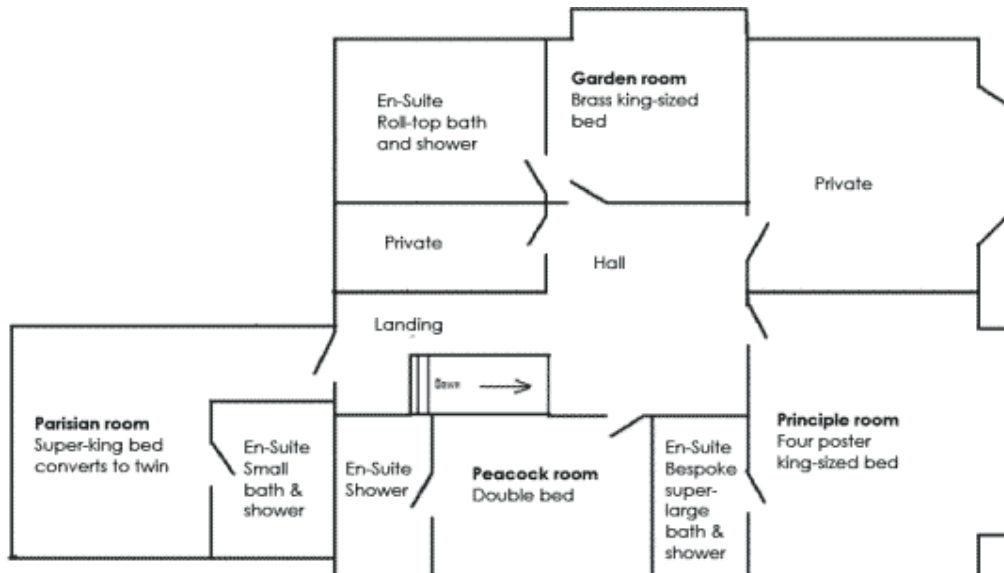 En-Suite
Roll-top bath
and shower
Garden room
Brass king-sized
bed
Private
Private
Hall
Landing
Down
Parisian room
Super-king bed
converts to twin
En-Suite
Small
bath &
shower
En-Suite
Shower
Peacock room
Double bed
En-Suite
Bespoke
super-
large
bath &
shower
Principle room
Four poster
king-sized bed